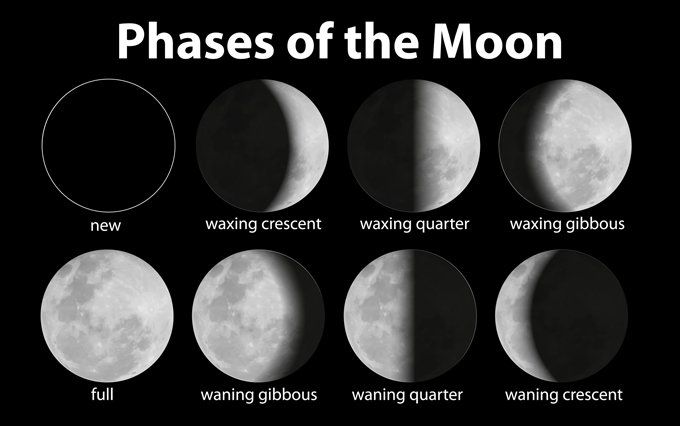 Phases of the Moon
new
waxing crescent
waxing quarter
waxing gibbous
full
waning gibbous
waning quarter
waning crescent